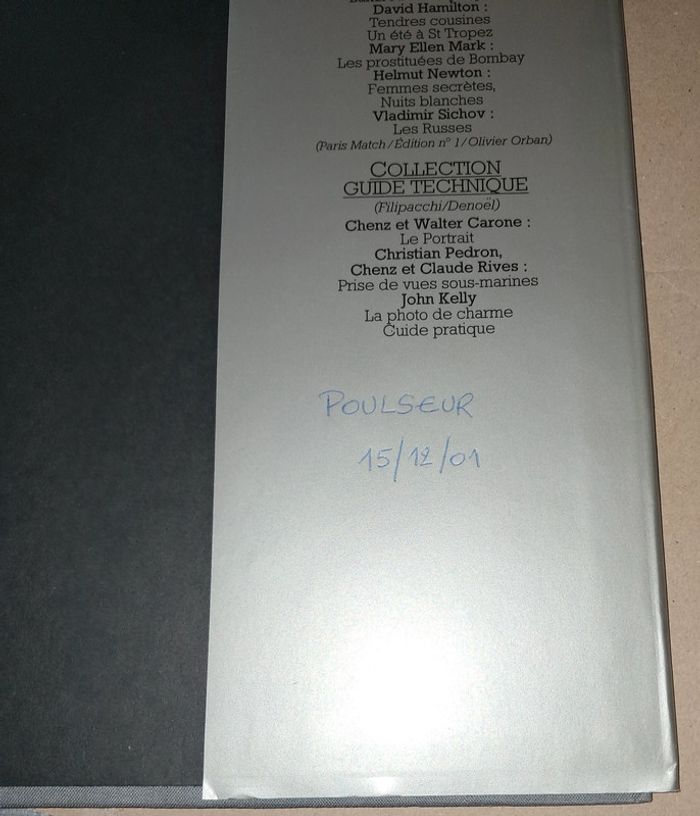 David Hamilton :
Tendres cousines
Un été à St Tropez
Mary Ellen Mark :
Les prostituées de Bombay
Helmut Newton :
Femmes secrètes,
Nuits blanches
Vladimir Sichov :
Les Russes
(Paris Match/Édition n° 1/Olivier Orban)
COLLECTION
GUIDE TECHNIQUE
(Filipacchi/Denoël)
Chenz et Walter Carone :
Le Portrait
Christian Pedron,
Chenz et Claude Rives :
Prise de vues sous-marines
John Kelly
La photo de charme
Guide pratique
POULSEUR
15/12/01